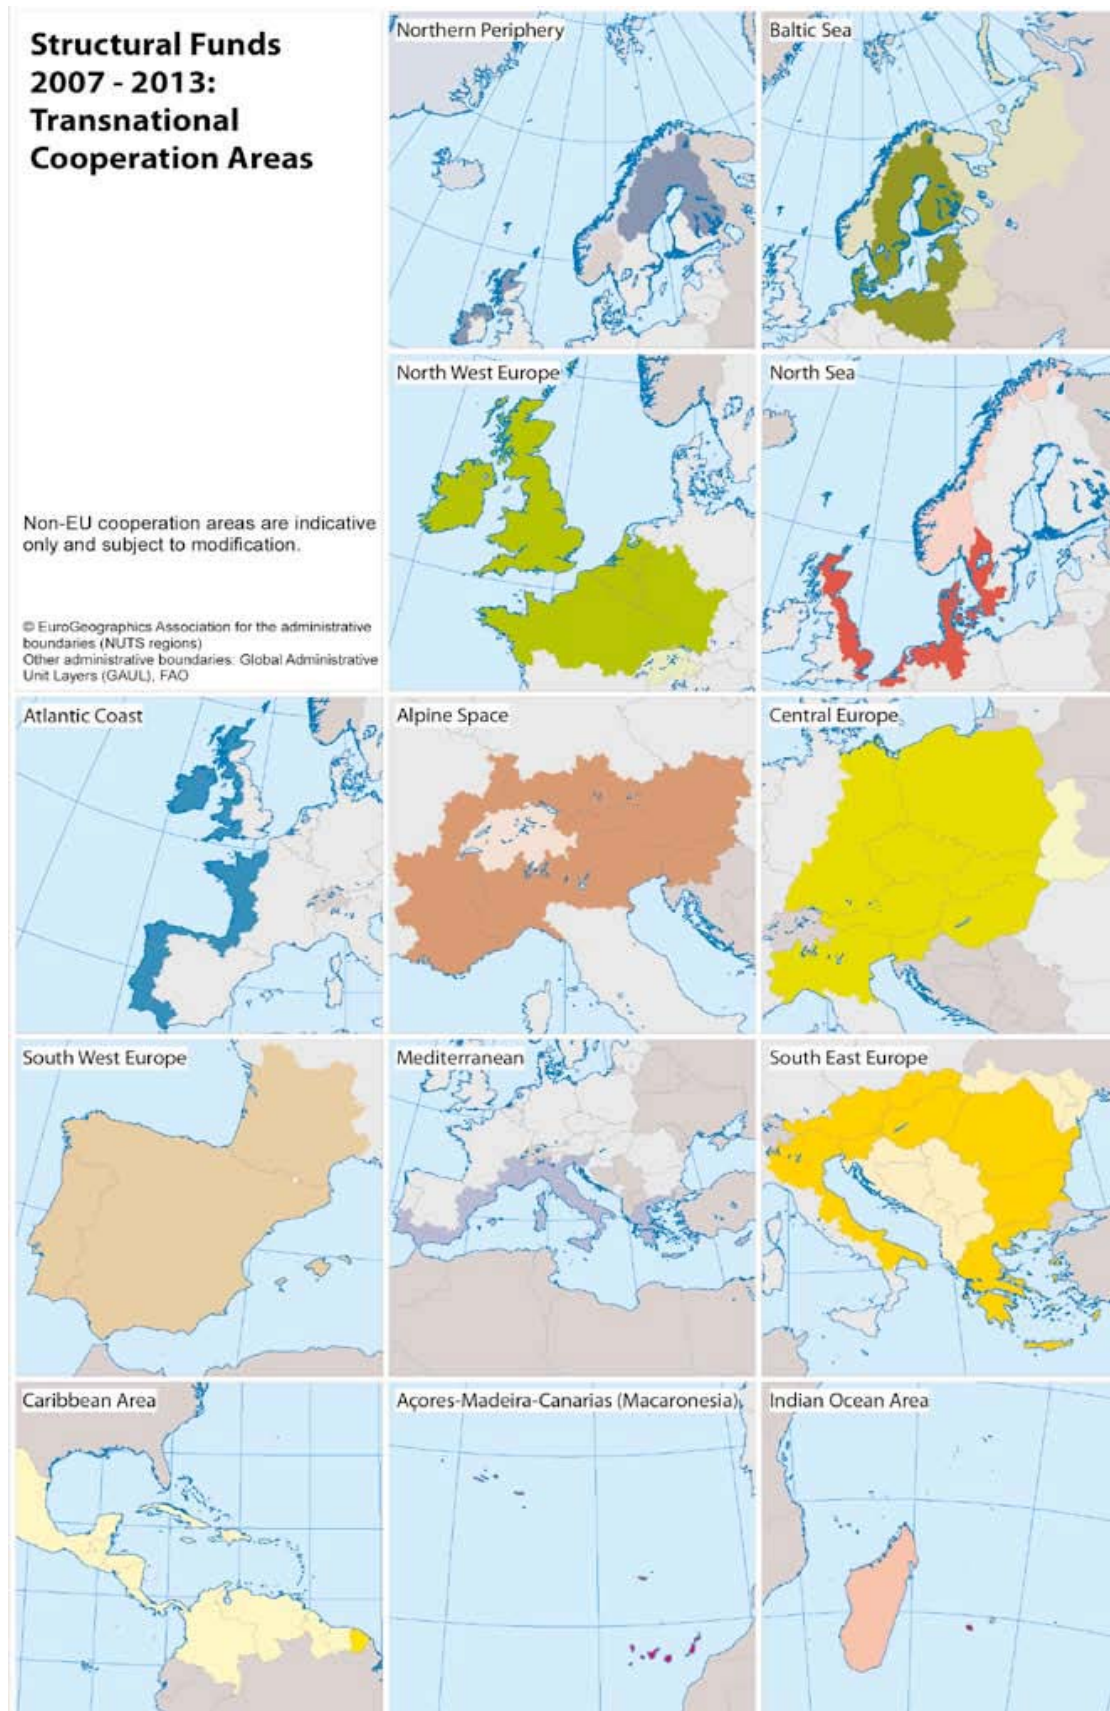 Structural Funds
2007 - 2013:
Transnational
Cooperation Areas
Non-EU cooperation areas are indicative
only and subject to modification.
© EuroGeographics Association for the administrative
boundaries (NUTS regions)
Other administrative boundaries: Global Administrative
Unit Layers (GAUL), FAO
Northern Periphery
Baltic Sea
North West Europe
North Sea
Atlantic Coast
Alpine Space
Central Europe
South West Europe
Mediterranean
South East Europe
Caribbean Area
Açores-Madeira-Canarias (Macaronesia)
Indian Ocean Area